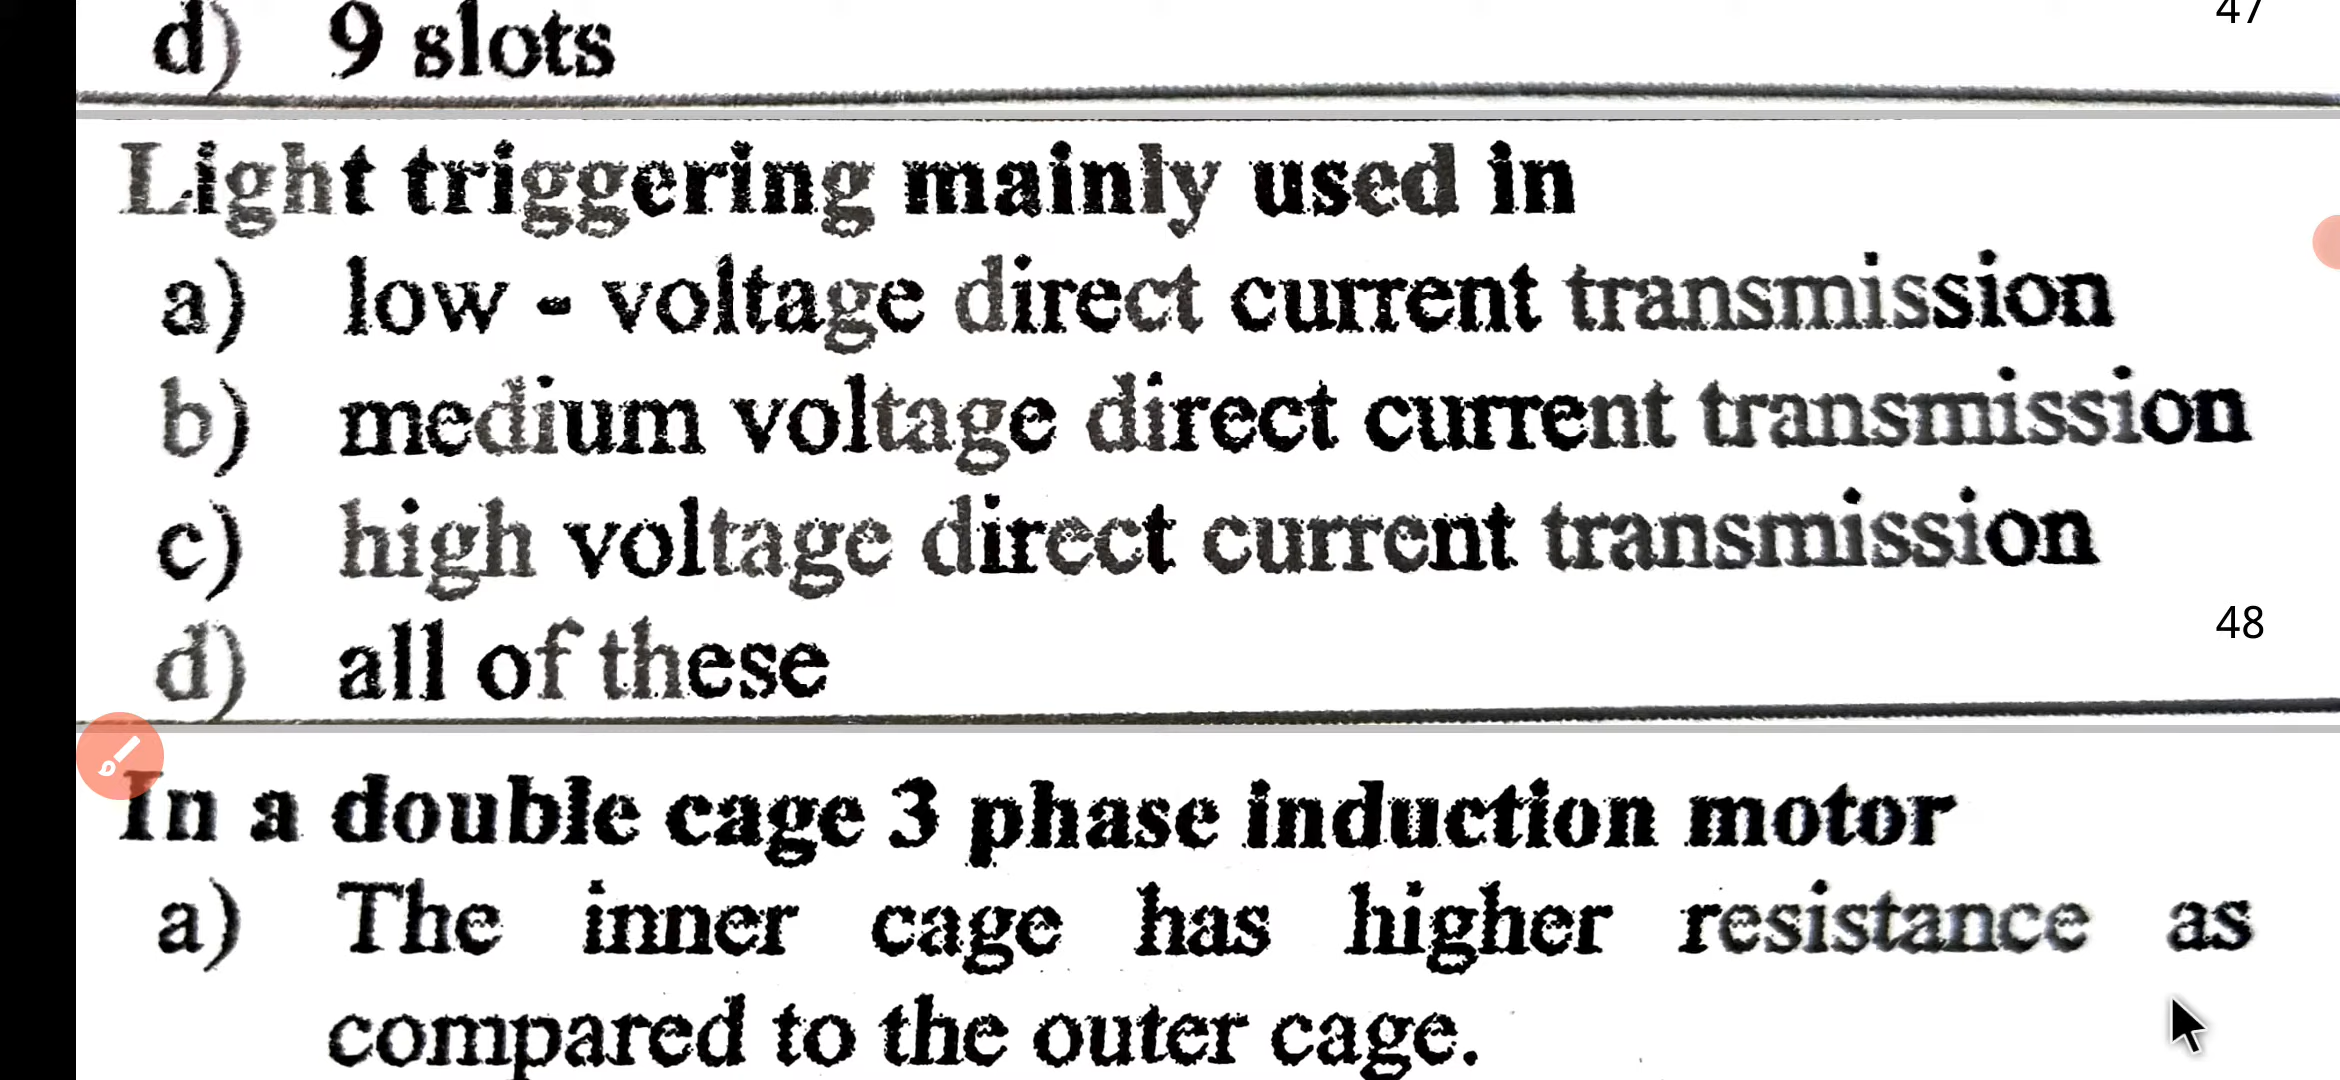 47
d) 9 slots
Light triggering mainly used in
a) low - voltage direct current transmission
b) medium voltage direct current transmission
c) high voltage direct current transmission
48
d) all of these
In a double cage 3 phase induction motor
a) The inner cage has higher resistance as
compared to the outer cage.